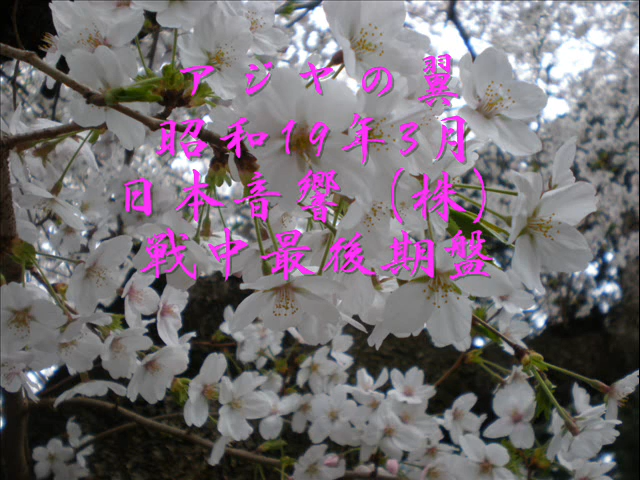 アジヤの翼
昭和19年3月
日本音響(株)
戦中最後期盤